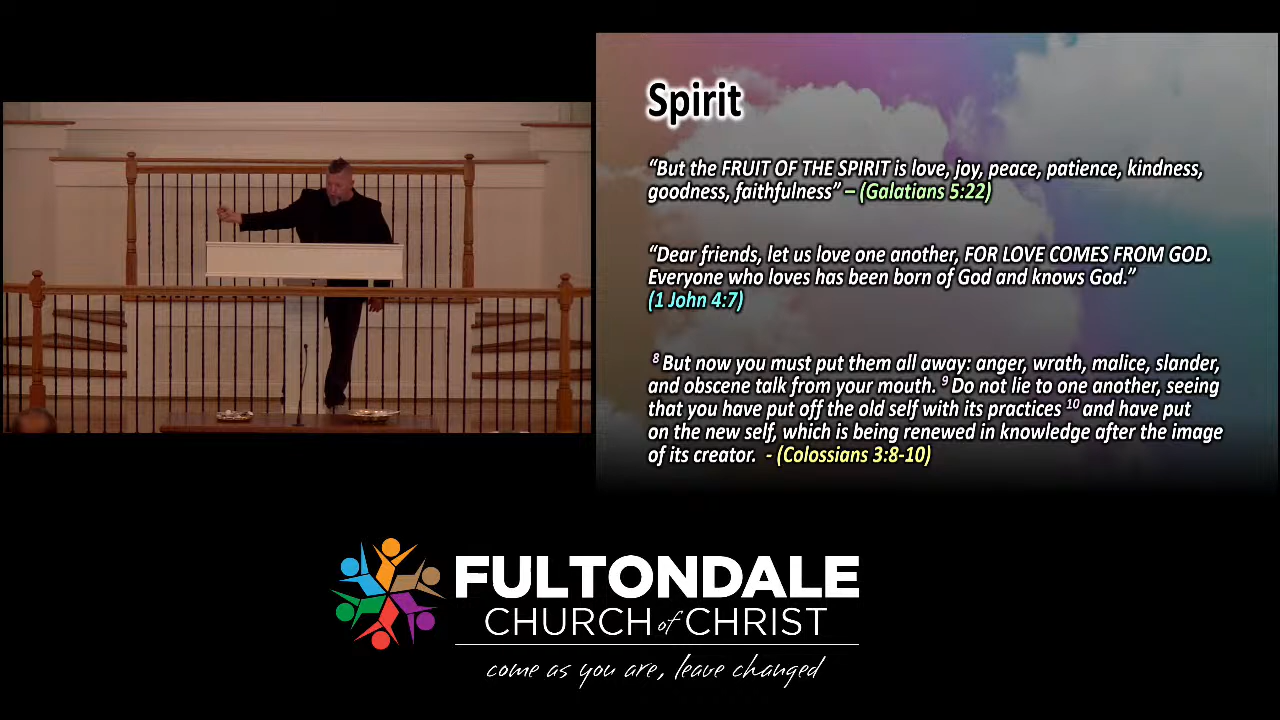 Spirit
“But the FRUIT OF THE SPIRIT is love, joy, peace, patience, kindness,
goodness, faithfulness” – (Galatians 5:22)
“Dear friends, let us love one another, FOR LOVE COMES FROM GOD.
Everyone who loves has been born of God and knows God.”
(1 John 4:7)
8 But now you must put them all away: anger, wrath, malice, slander,
and obscene talk from your mouth. 9 Do not lie to one another, seeing
that you have put off the old self with its practices 10 and have put
on the new self, which is being renewed in knowledge after the image
of its creator. - (Colossians 3:8-10)
FULTONDALE
CHURCH of CHRIST
come as you are, leave changed